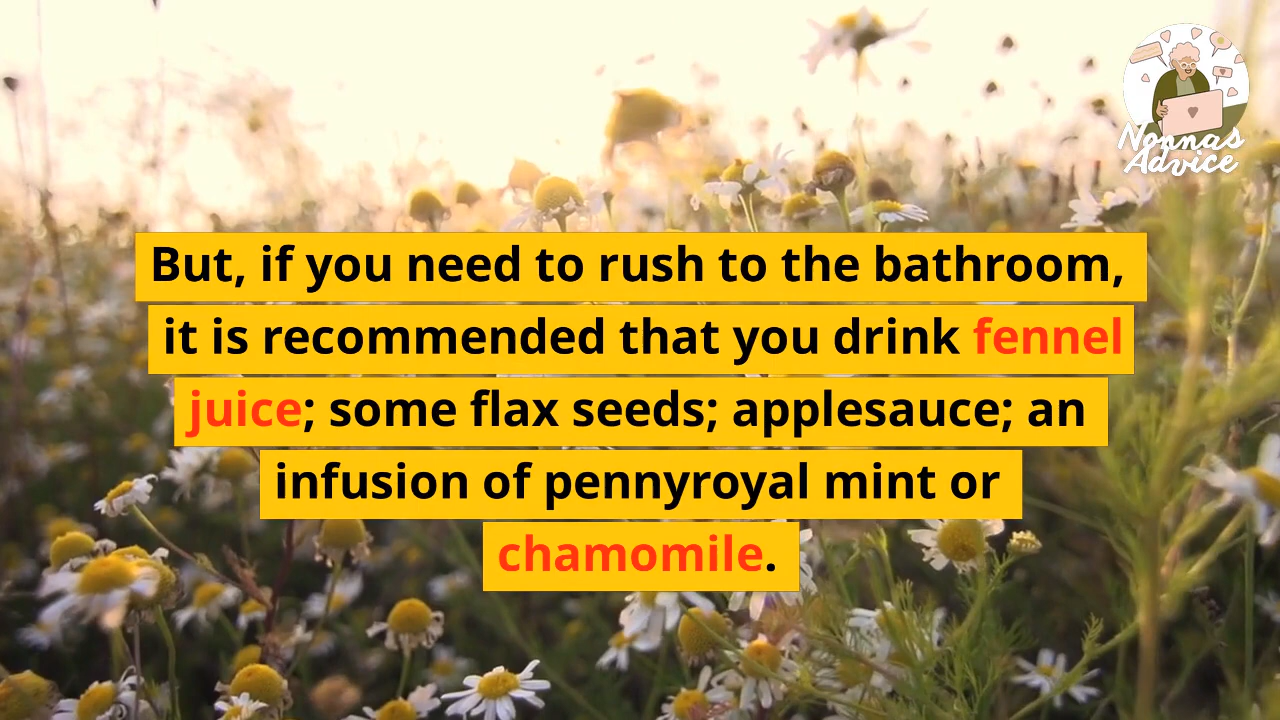 Nonnas
Advice
But, if you need to rush to the bathroom,
it is recommended that you drink fennel
juice; some flax seeds; applesauce; an
infusion of pennyroyal mint or
chamomile.